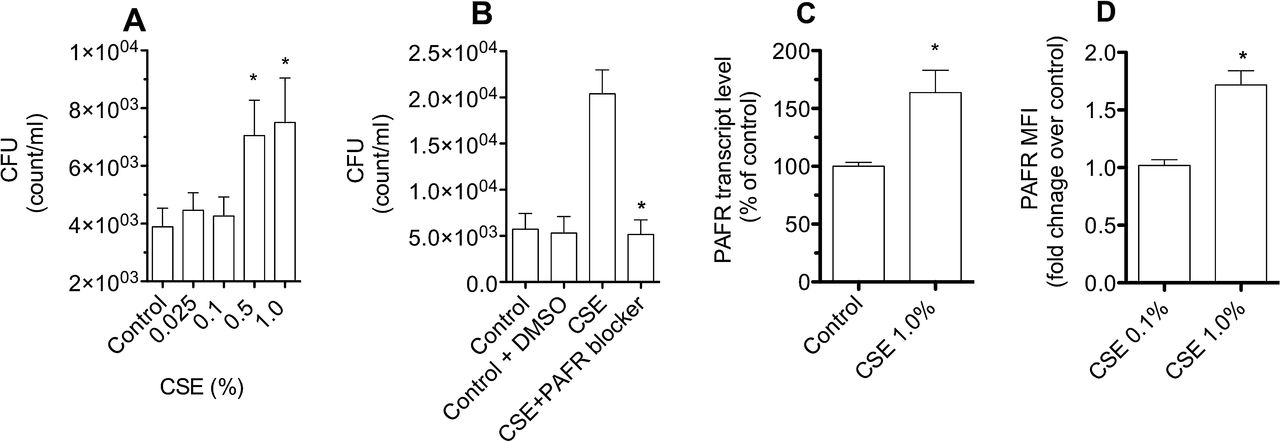 A
CFU
(count/ml)
1×10⁰⁴
8×10⁰³
6×10⁰³
4×10⁰³
2×10⁰³
* *
Control
0.025
0.1
0.5
1.0
CSE (%)
B
CFU
(count/ml)
2.5×10⁰⁴
2.0×10⁰⁴
1.5×10⁰⁴
1.0×10⁰⁴
5.0×10⁰³
0.0
*
Control
Control + DMSO
CSE
CSE+PAFR blocker
C
PAFR transcript level
(% of control)
200
150
100
50
0
*
Control
CSE 1.0%
D
PAFR MFI
(fold chnage over control)
2.0
1.5
1.0
0.5
0.0
*
CSE 0.1%
CSE 1.0%